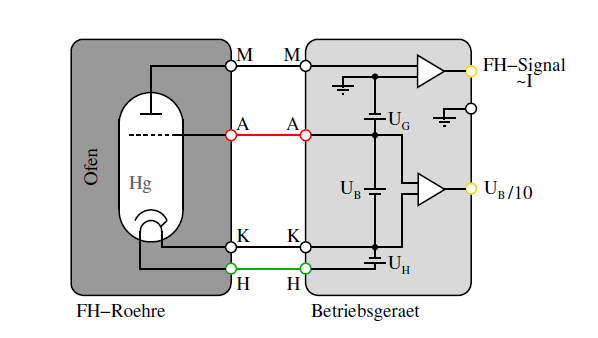 M M
FH−Signal
~I
A A
U_G
Ofen
Hg
U_B
U_B/10
K K
U_H
H H
FH−Roehre
Betriebsgeraet